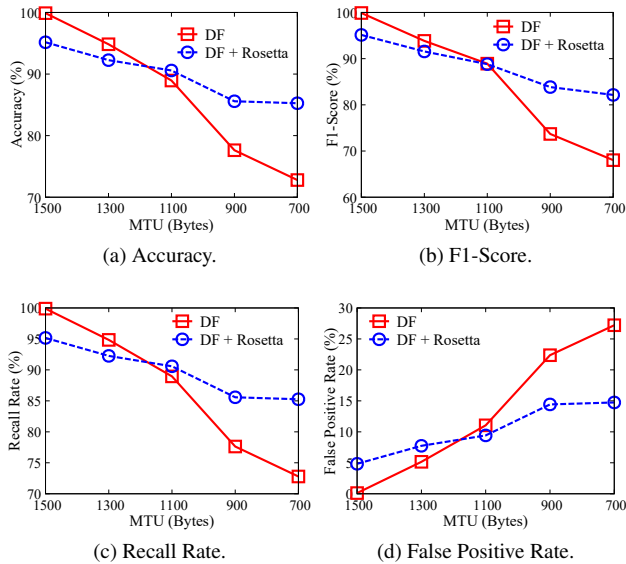 100
90
80
70
Accuracy (%)
DF
DF + Rosetta
1500
1300
1100
900
700
MTU (Bytes)
(a) Accuracy.
100
90
80
70
60
F1-Score (%)
DF
DF + Rosetta
1500
1300
1100
900
700
MTU (Bytes)
(b) F1-Score.
100
95
90
85
80
75
70
Recall Rate (%)
DF
DF + Rosetta
1500
1300
1100
900
700
MTU (Bytes)
(c) Recall Rate.
30
25
20
15
10
5
0
False Positive Rate (%)
DF
DF + Rosetta
1500
1300
1100
900
700
MTU (Bytes)
(d) False Positive Rate.